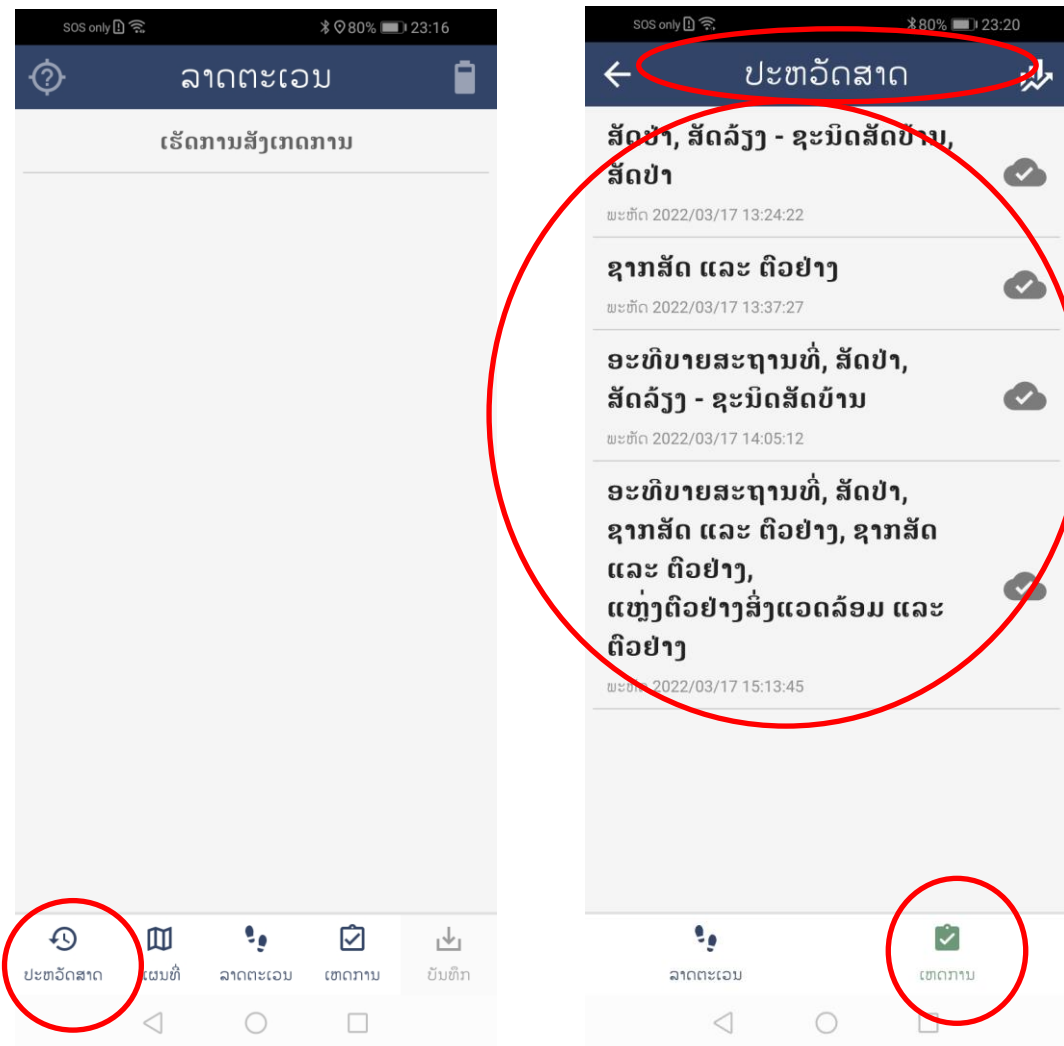 SOS only 80% 23:16
ລາດຕະເວນ
ເຮັດການສັງເກດການ
ປະຫວັດສາດ
ແຜນທີ່
ລາດຕະເວນ
ເຫດການ
ບັນທຶກ
SOS only 80% 23:20
ປະຫວັດສາດ
ສັດປ່າ, ສັດລ້ຽງ - ຊະນິດສັດບ້ານ,
ສັດປ່າ
ພະຫັດ 2022/03/17 13:24:22
ຊາກສັດ ແລະ ຕົວຢ່າງ
ພະຫັດ 2022/03/17 13:37:27
ອະທິບາຍສະຖານທີ່, ສັດປ່າ,
ສັດລ້ຽງ - ຊະນິດສັດບ້ານ
ພະຫັດ 2022/03/17 14:05:12
ອະທິບາຍສະຖານທີ່, ສັດປ່າ,
ຊາກສັດ ແລະ ຕົວຢ່າງ, ຊາກສັດ
ແລະ ຕົວຢ່າງ,
ແຫຼ່ງຕົວຢ່າງສິ່ງແວດລ້ອມ ແລະ
ຕົວຢ່າງ
ພະຫັດ 2022/03/17 15:13:45
ລາດຕະເວນ
ເຫດການ